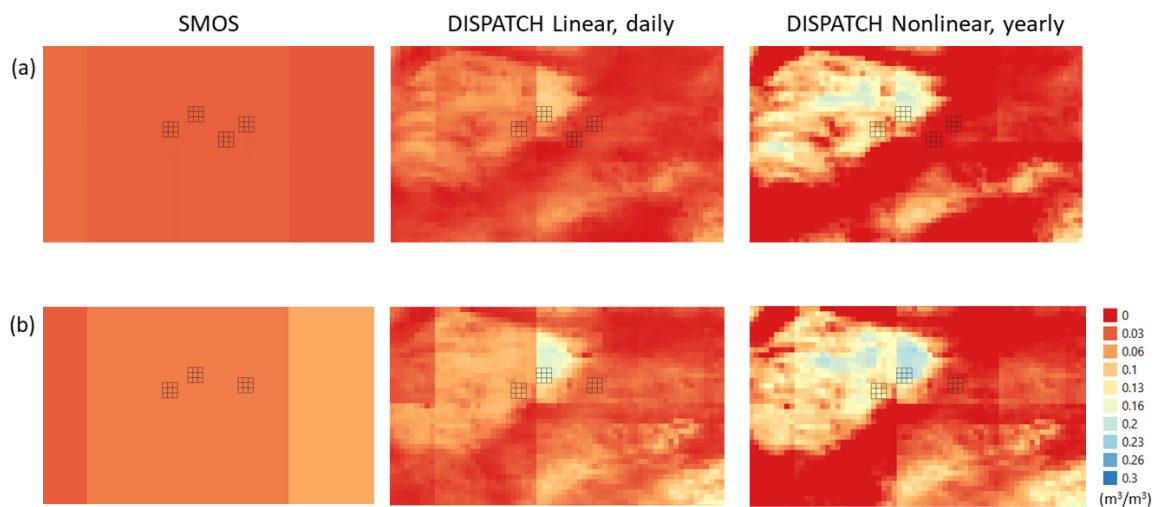 SMOS DISPATCH Linear, daily DISPATCH Nonlinear, yearly
(a)
(b)
0
0.03
0.06
0.1
0.13
0.16
0.2
0.23
0.26
0.3
(m³/m³)